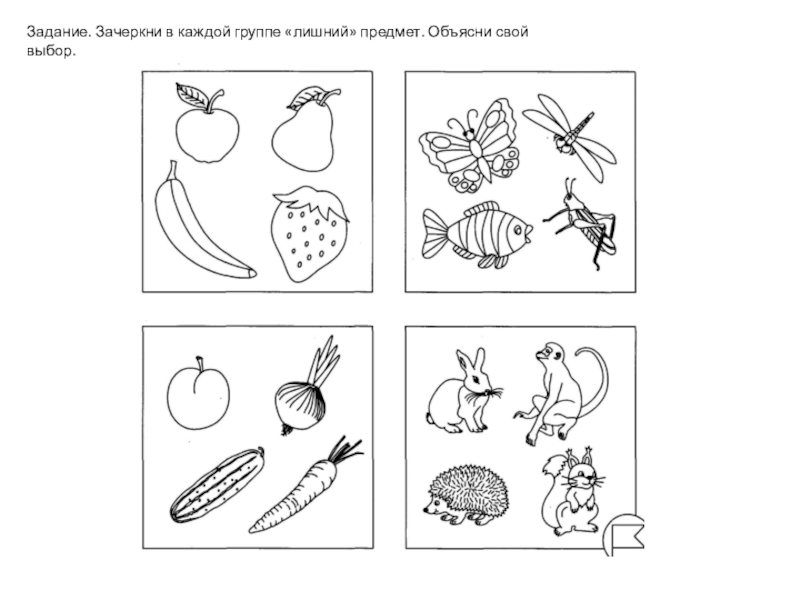 Задание. Зачеркни в каждой группе «лишний» предмет. Объясни свой
выбор.